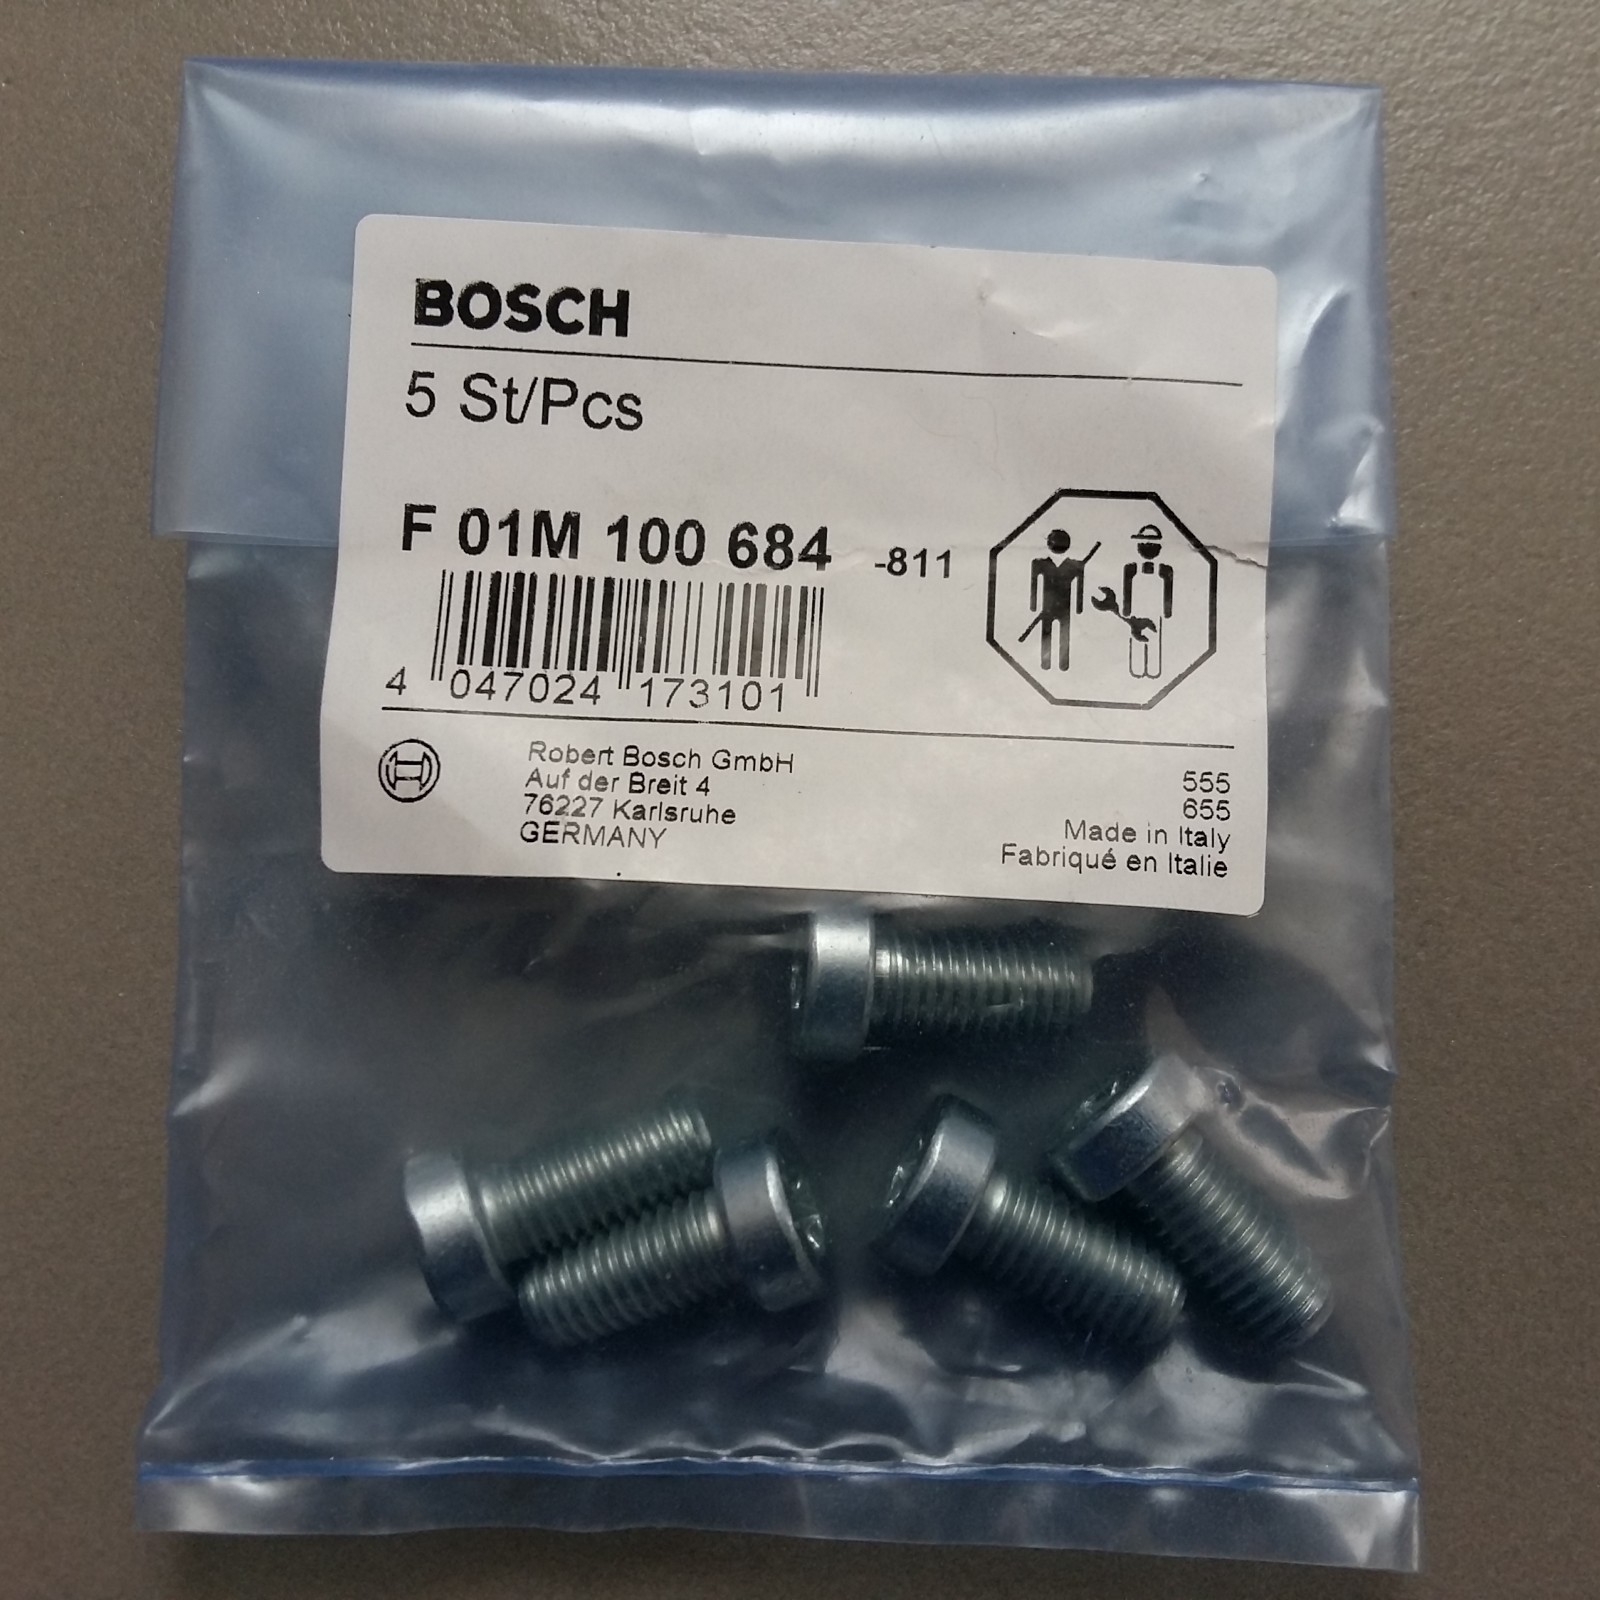 BOSCH
5 St/Pcs
F 01M 100 684 -811
4 047024 173101
Robert Bosch GmbH
Auf der Breit 4
76227 Karlsruhe
GERMANY
555
655
Made in Italy
Fabriqué en Italie